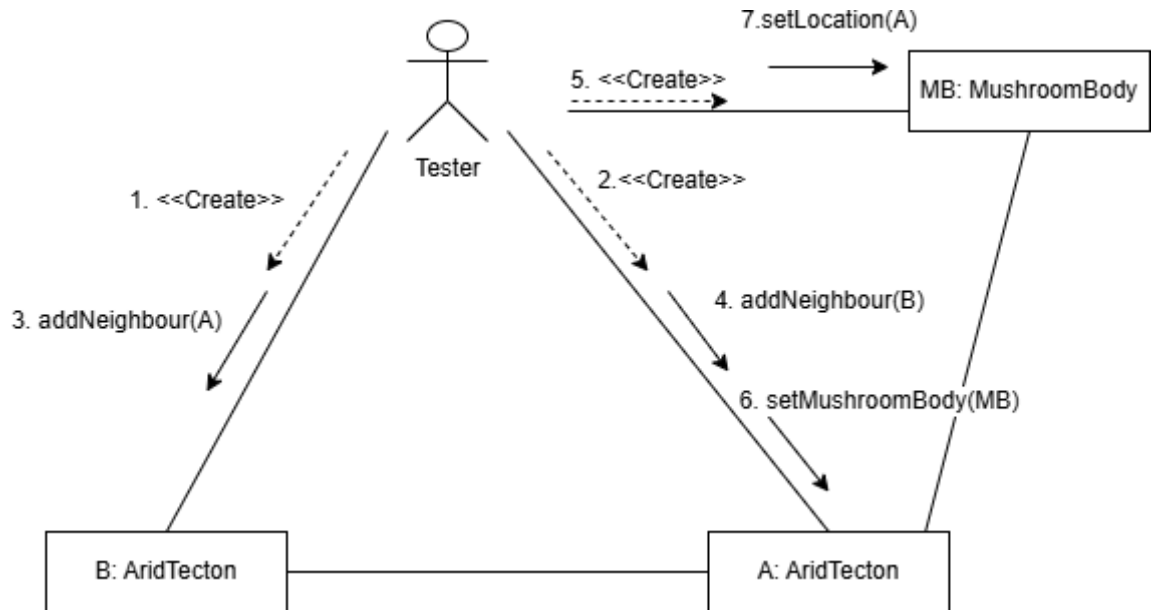 7.setLocation(A)
5. <<Create>>
MB: MushroomBody
Tester
1. <<Create>>
2.<<Create>>
3. addNeighbour(A)
4. addNeighbour(B)
6. setMushroomBody(MB)
B: AridTecton
A: AridTecton